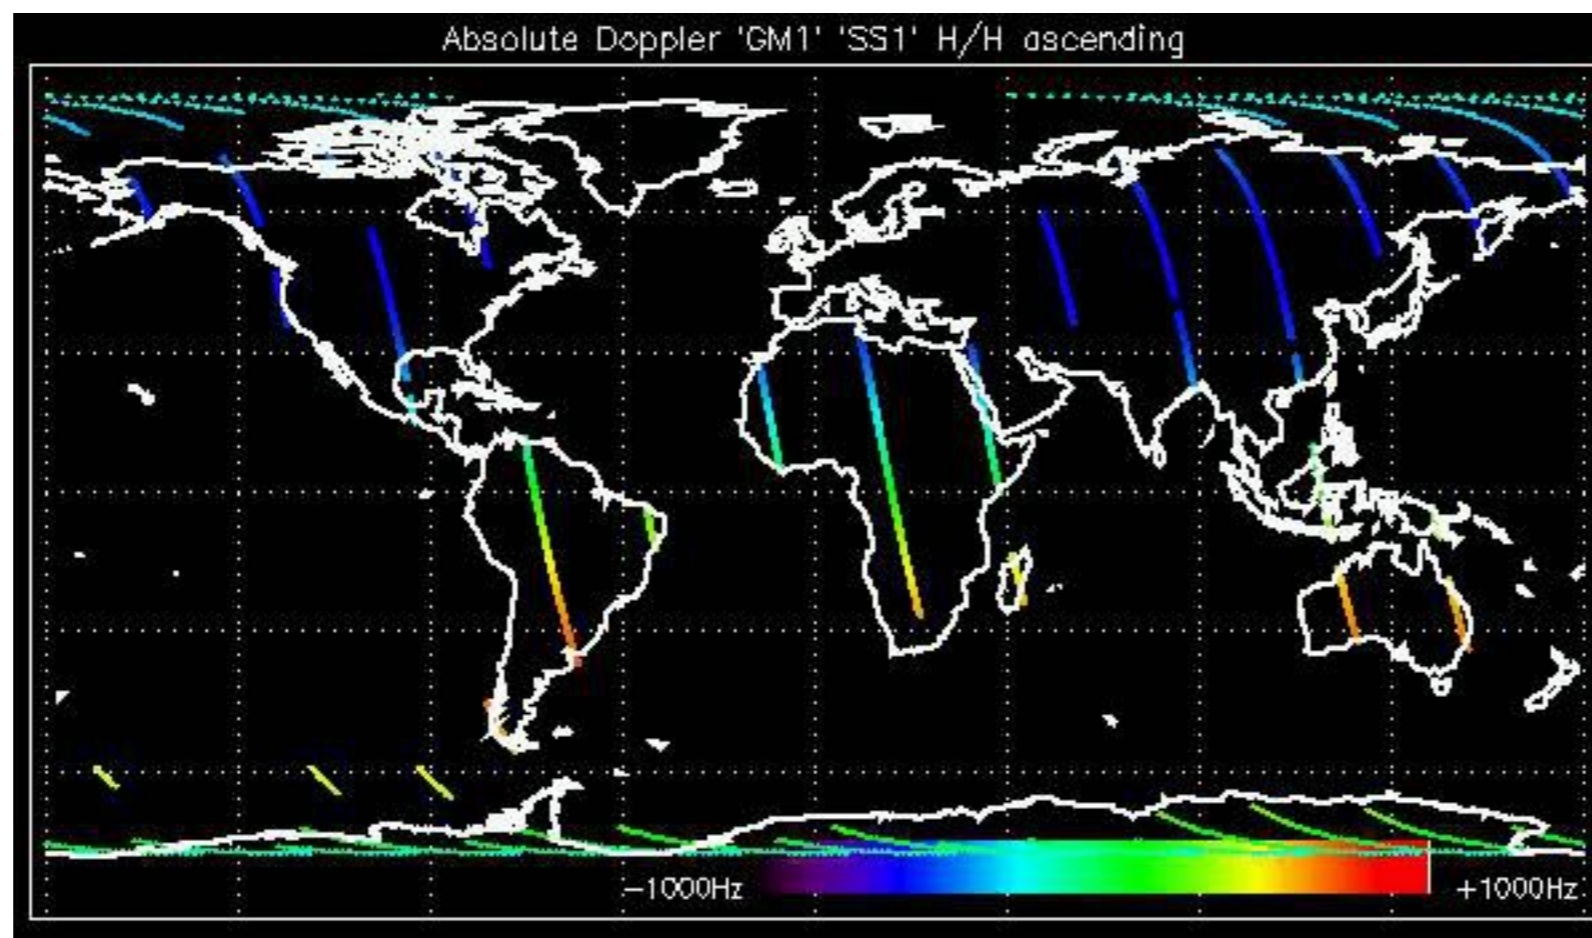 Absolute Doppler 'GM1' 'SS1' H/H ascending
−1000Hz
+1000Hz